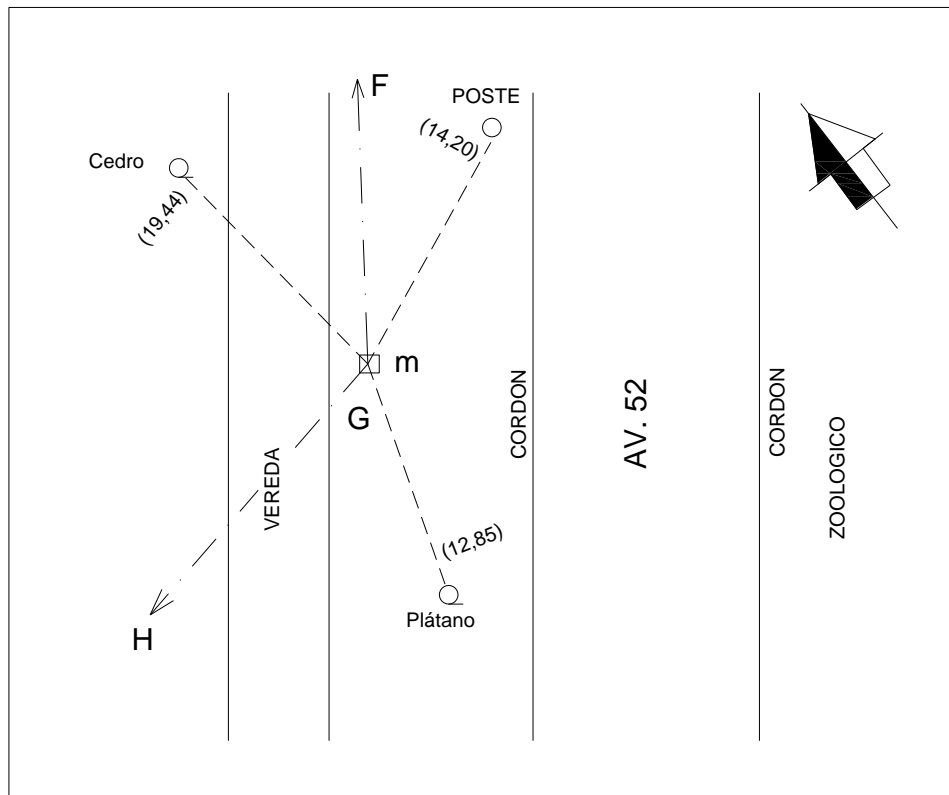 F
POSTE
(14,20)
Cedro
(19,44)
m
G
CORDON
AV. 52
CORDON
ZOOLOGICO
VEREDA
(12,85)
Plátano
H